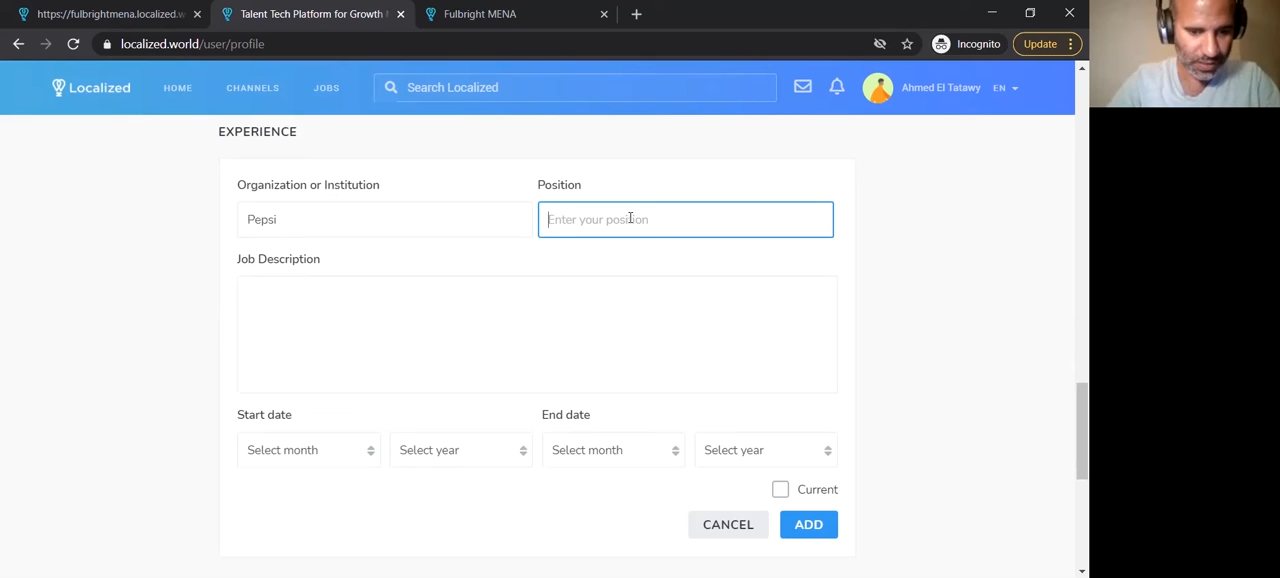 https://fulbrightmena.localized.w
Talent Tech Platform for Growth
Fulbright MENA
localized.world/user/profile
Incognito
Update
Localized
HOME
CHANNELS
JOBS
Search Localized
Ahmed El Tatawy
EN
EXPERIENCE
Organization or Institution
Position
Pepsi
Enter your position
Job Description
Start date
End date
Select month
Select year
Select month
Select year
Current
CANCEL
ADD